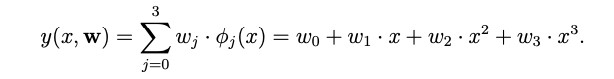 y(x, w) = ∑_{j=0}^{3} w_j · ϕ_j(x) = w_0 + w_1 · x + w_2 · x^2 + w_3 · x^3.